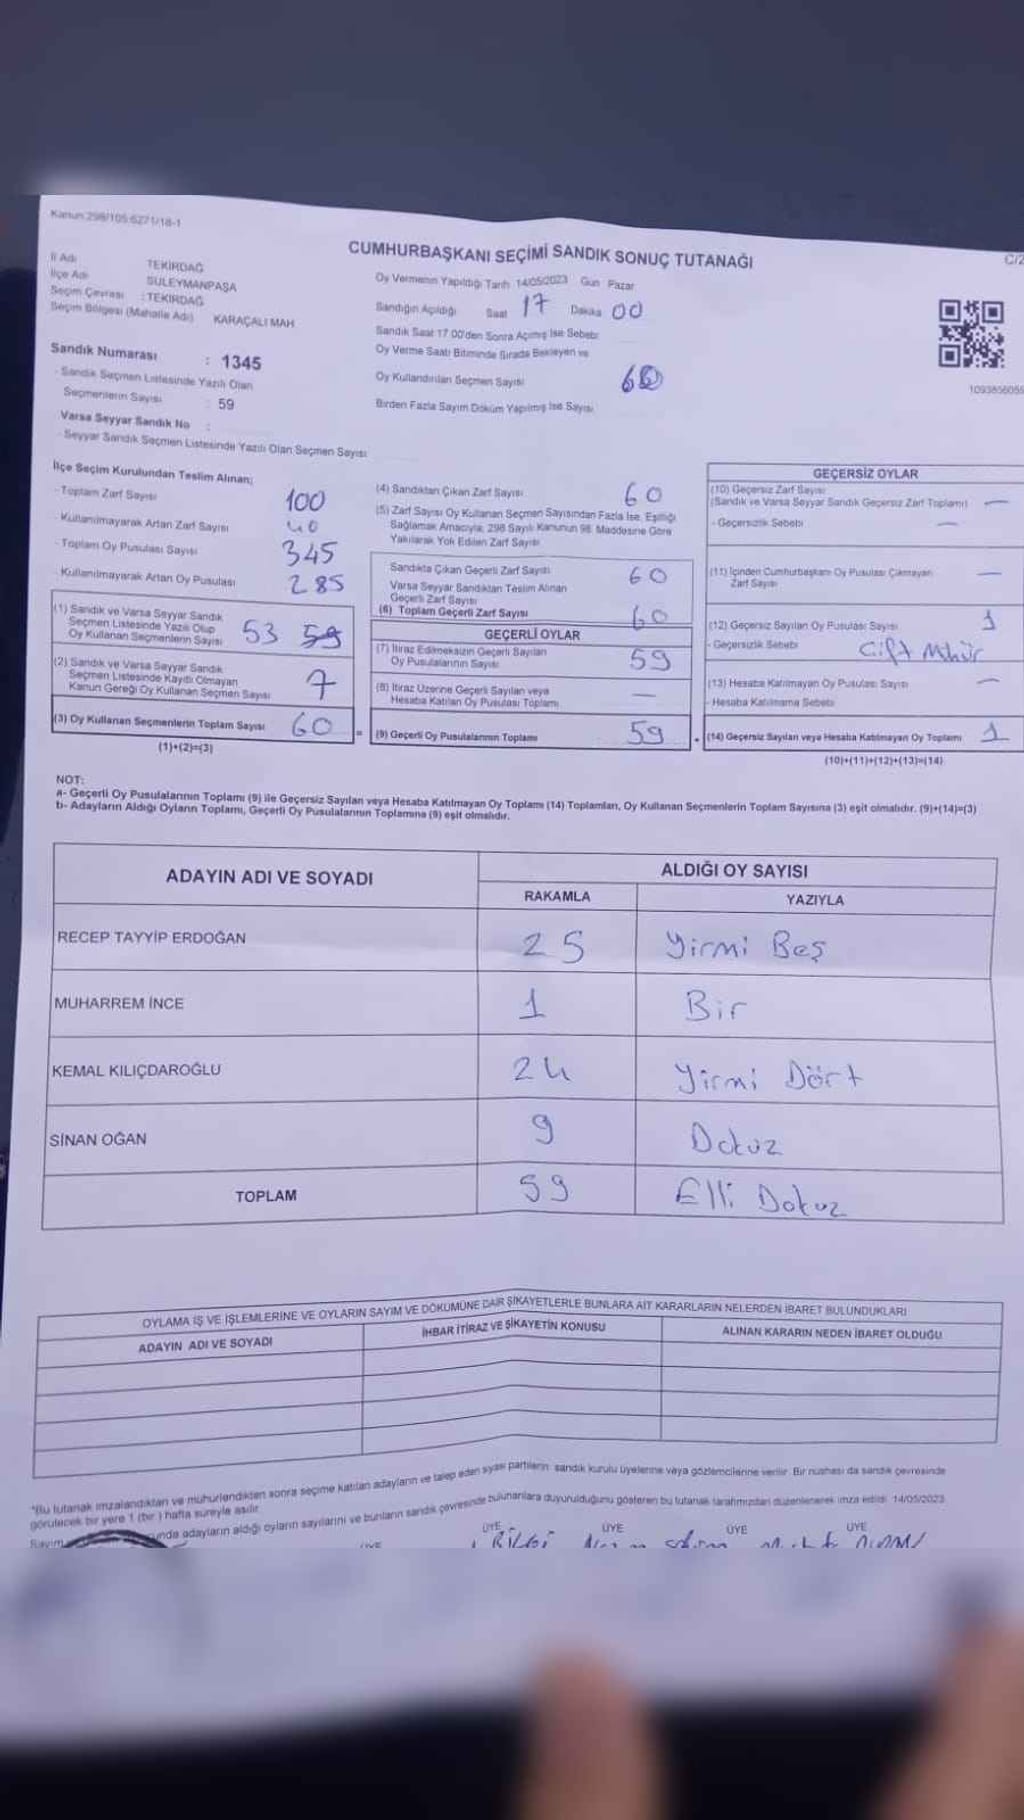 Kanun:298/105-6271/18-1
CUMHURBAŞKANI SEÇİMİ SANDIK SONUÇ TUTANAĞI
C/2
İl Adı TEKİRDAĞ
İlçe Adı SÜLEYMANPAŞA
Seçim Çevresi : TEKİRDAĞ
Seçim Bölgesi (Mahalle Adı) KARAÇALI MAH
Sandık Numarası : 1345
- Sandık Seçmen Listesinde Yazılı Olan
Seçmenlerin Sayısı : 59
Varsa Seyyar Sandık No :
- Seyyar Sandık Seçmen Listesinde Yazılı Olan Seçmen Sayısı
Oy Vermenin Yapıldığı Tarih 14/05/2023 Gün Pazar
Sandığın Açıldığı Saat 17 Dakika 00
Sandık Saat 17.00'den Sonra Açılmış İse Sebebi
Oy Verme Saati Bitiminde Sırada Bekleyen ve
Oy Kullandırılan Seçmen Sayısı
Birden Fazla Sayım Döküm Yapılmış İse Sayısı
İlçe Seçim Kurulundan Teslim Alınan;
- Toplam Zarf Sayısı 100
- Kullanılmayarak Artan Zarf Sayısı 40
- Toplam Oy Pusulası Sayısı 345
- Kullanılmayarak Artan Oy Pusulası 285
(1) Sandık ve Varsa Seyyar Sandık
Seçmen Listesinde Yazılı Olup
Oy Kullanan Seçmenlerin Sayısı 53 59
(2) Sandık ve Varsa Seyyar Sandık
Seçmen Listesinde Kayıtlı Olmayan
Kanun Gereği Oy Kullanan Seçmen Sayısı 7
(3) Oy Kullanan Seçmenlerin Toplam Sayısı 60
(1)+(2)=(3)
(4) Sandıktan Çıkan Zarf Sayısı 60
(5) Zarf Sayısı Oy Kullanan Seçmen Sayısından Fazla İse, Eşitliği
Sağlamak Amacıyla, 298 Sayılı Kanunun 98. Maddesine Göre
Yakılarak Yok Edilen Zarf Sayısı
Sandıkta Çıkan Geçerli Zarf Sayısı 60
Varsa Seyyar Sandıktan Teslim Alınan
Geçerli Zarf Sayısı
(6) Toplam Geçerli Zarf Sayısı 60
GEÇERLİ OYLAR
(7) İtiraz Edilmeksizin Geçerli Sayılan
Oy Pusulalarının Sayısı 59
(8) İtiraz Üzerine Geçerli Sayılan veya
Hesaba Katılan Oy Pusulası Toplamı —
= (9) Geçerli Oy Pusulalarının Toplamı 59
GEÇERSİZ OYLAR
(10) Geçersiz Zarf Sayısı
(Sandık ve Varsa Seyyar Sandık Geçersiz Zarf Toplamı) —
- Geçersizlik Sebebi —
(11) İçinden Cumhurbaşkanı Oy Pusulası Çıkmayan
Zarf Sayısı —
(12) Geçersiz Sayılan Oy Pusulası Sayısı 1
- Geçersizlik Sebebi Çift Mühür
(13) Hesaba Katılmayan Oy Pusulası Sayısı —
- Hesaba Katılmama Sebebi
+ (14) Geçersiz Sayılan veya Hesaba Katılmayan Oy Toplamı 1
(10)+(11)+(12)+(13)=(14)
NOT:
a- Geçerli Oy Pusulalarının Toplamı (9) ile Geçersiz Sayılan veya Hesaba Katılmayan Oy Toplamı (14) Toplamları, Oy Kullanan Seçmenlerin Toplam Sayısına (3) eşit olmalıdır. (9)+(14)=(3)
b- Adayların Aldığı Oyların Toplamı, Geçerli Oy Pusulalarının Toplamına (9) eşit olmalıdır.
ADAYIN ADI VE SOYADI ALDIĞI OY SAYISI
RAKAMLA YAZIYLA
RECEP TAYYİP ERDOĞAN 25 Yirmi Beş
MUHARREM İNCE 1 Bir
KEMAL KILIÇDAROĞLU 24 Yirmi Dört
SİNAN OĞAN 9 Dokuz
TOPLAM 59 Elli Dokuz
OYLAMA İŞ VE İŞLEMLERİNE VE OYLARIN SAYIM VE DÖKÜMÜNE DAİR ŞİKAYETLERLE BUNLARA AİT KARARLARIN NELERDEN İBARET BULUNDUKLARI
ADAYIN ADI VE SOYADI İHBAR İTİRAZ VE ŞİKAYETİN KONUSU ALINAN KARARIN NEDEN İBARET OLDUĞU
*Bu tutanak imzalandıktan ve mühürlendikten sonra seçime katılan adayların ve talep eden siyasi partilerin sandık kurulu üyelerine veya gözlemcilerine verilir. Bir nüshası da sandık çevresinde
görülecek bir yere 1 (bir) hafta süreyle asılır.
Sayım unda adayların aldığı oyların sayılarını ve bunların sandık çevresinde bulunanlara duyurulduğunu gösteren bu tutanak tarafımızdan düzenlenerek imza edildi 14/05/2023
ÜYE ÜYE ÜYE ÜYE ÜYE